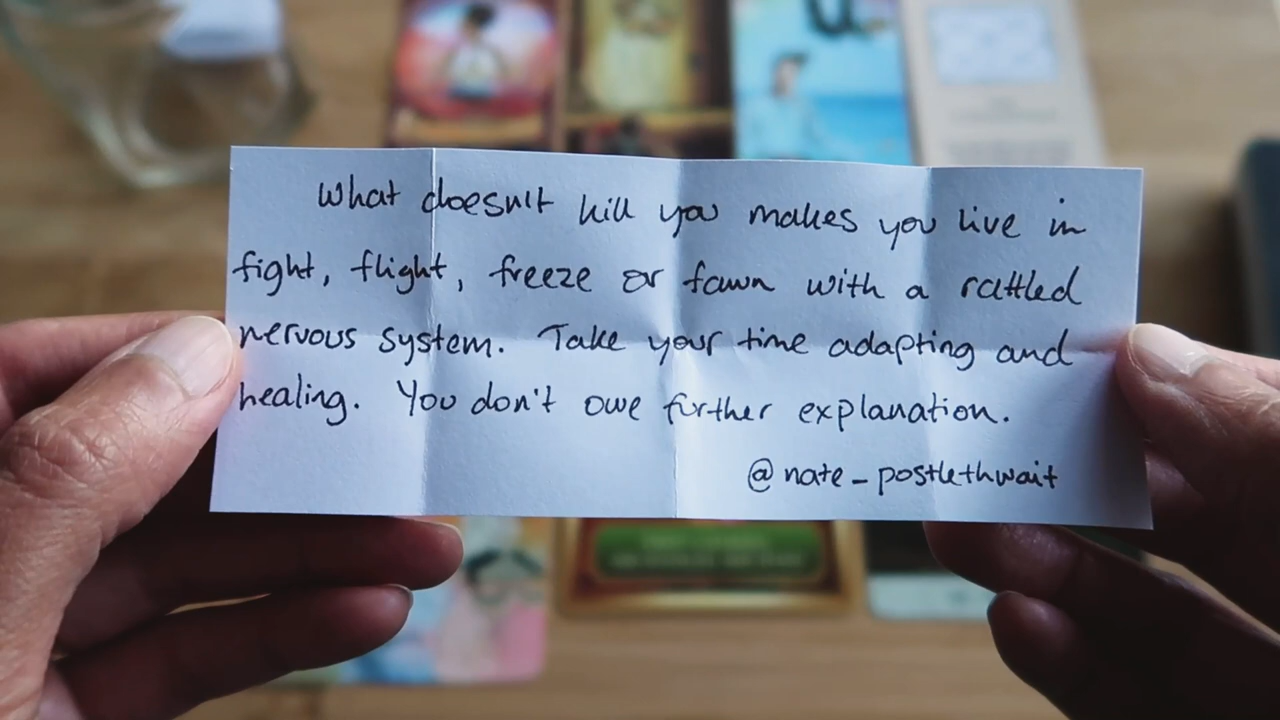 What doesn't kill you makes you live in
fight, flight, freeze or fawn with a rattled
nervous system. Take your time adapting and
healing. You don't owe further explanation.
@nate_postlethwait